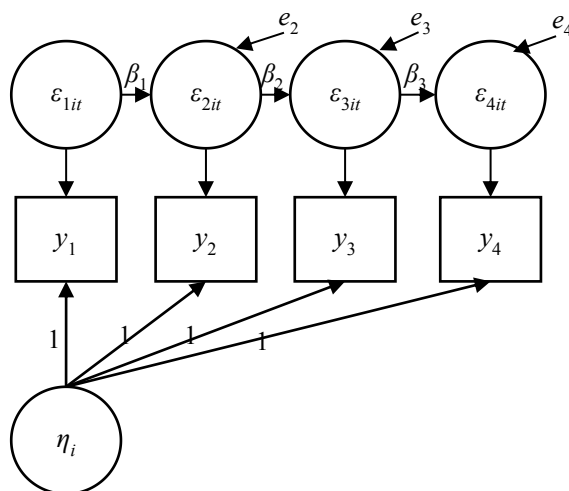 e₂ e₃ e₄
β₁ β₂ β₃
ε₁ᵢₜ ε₂ᵢₜ ε₃ᵢₜ ε₄ᵢₜ
y₁ y₂ y₃ y₄
1 1 1 1
ηᵢ